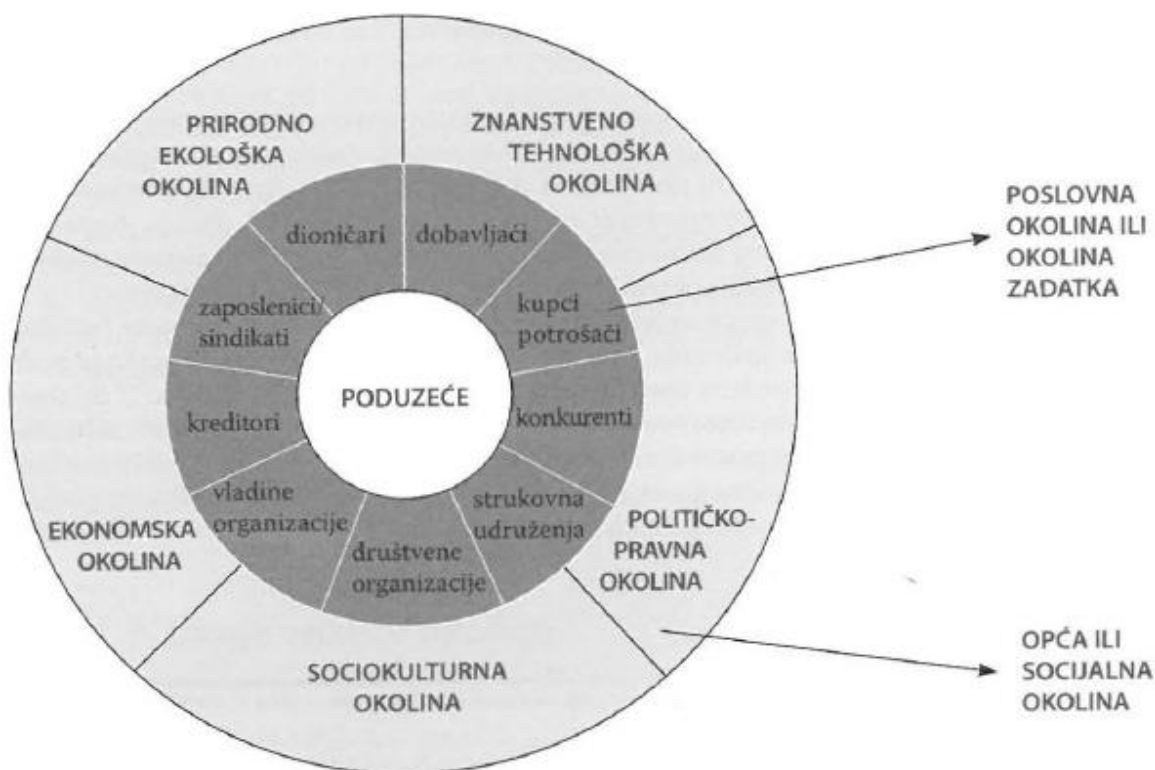 PRIRODNO
EKOLOŠKA
OKOLINA
ZNANSTVENO
TEHNOLOŠKA
OKOLINA
POSLOVNA
OKOLINA ILI
OKOLINA
ZADATKA
dioničari
dobavljači
zaposlenici/
sindikati
kupci
potrošači
PODUZEĆE
kreditori
konkurenti
vladine
organizacije
strukovna
udruženja
društvene
organizacije
EKONOMSKA
OKOLINA
POLITIČKO-
PRAVNA
OKOLINA
SOCIOKULTURNA
OKOLINA
OPĆA ILI
SOCIJALNA
OKOLINA